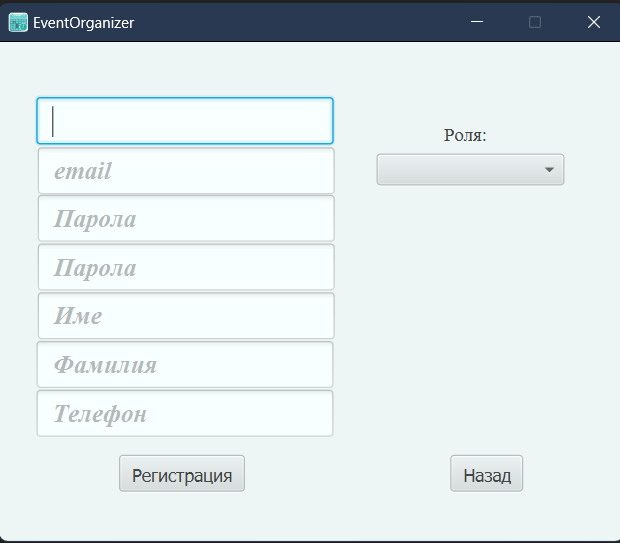 EventOrganizer
Роля:
email
Парола
Парола
Име
Фамилия
Телефон
Регистрация
Назад